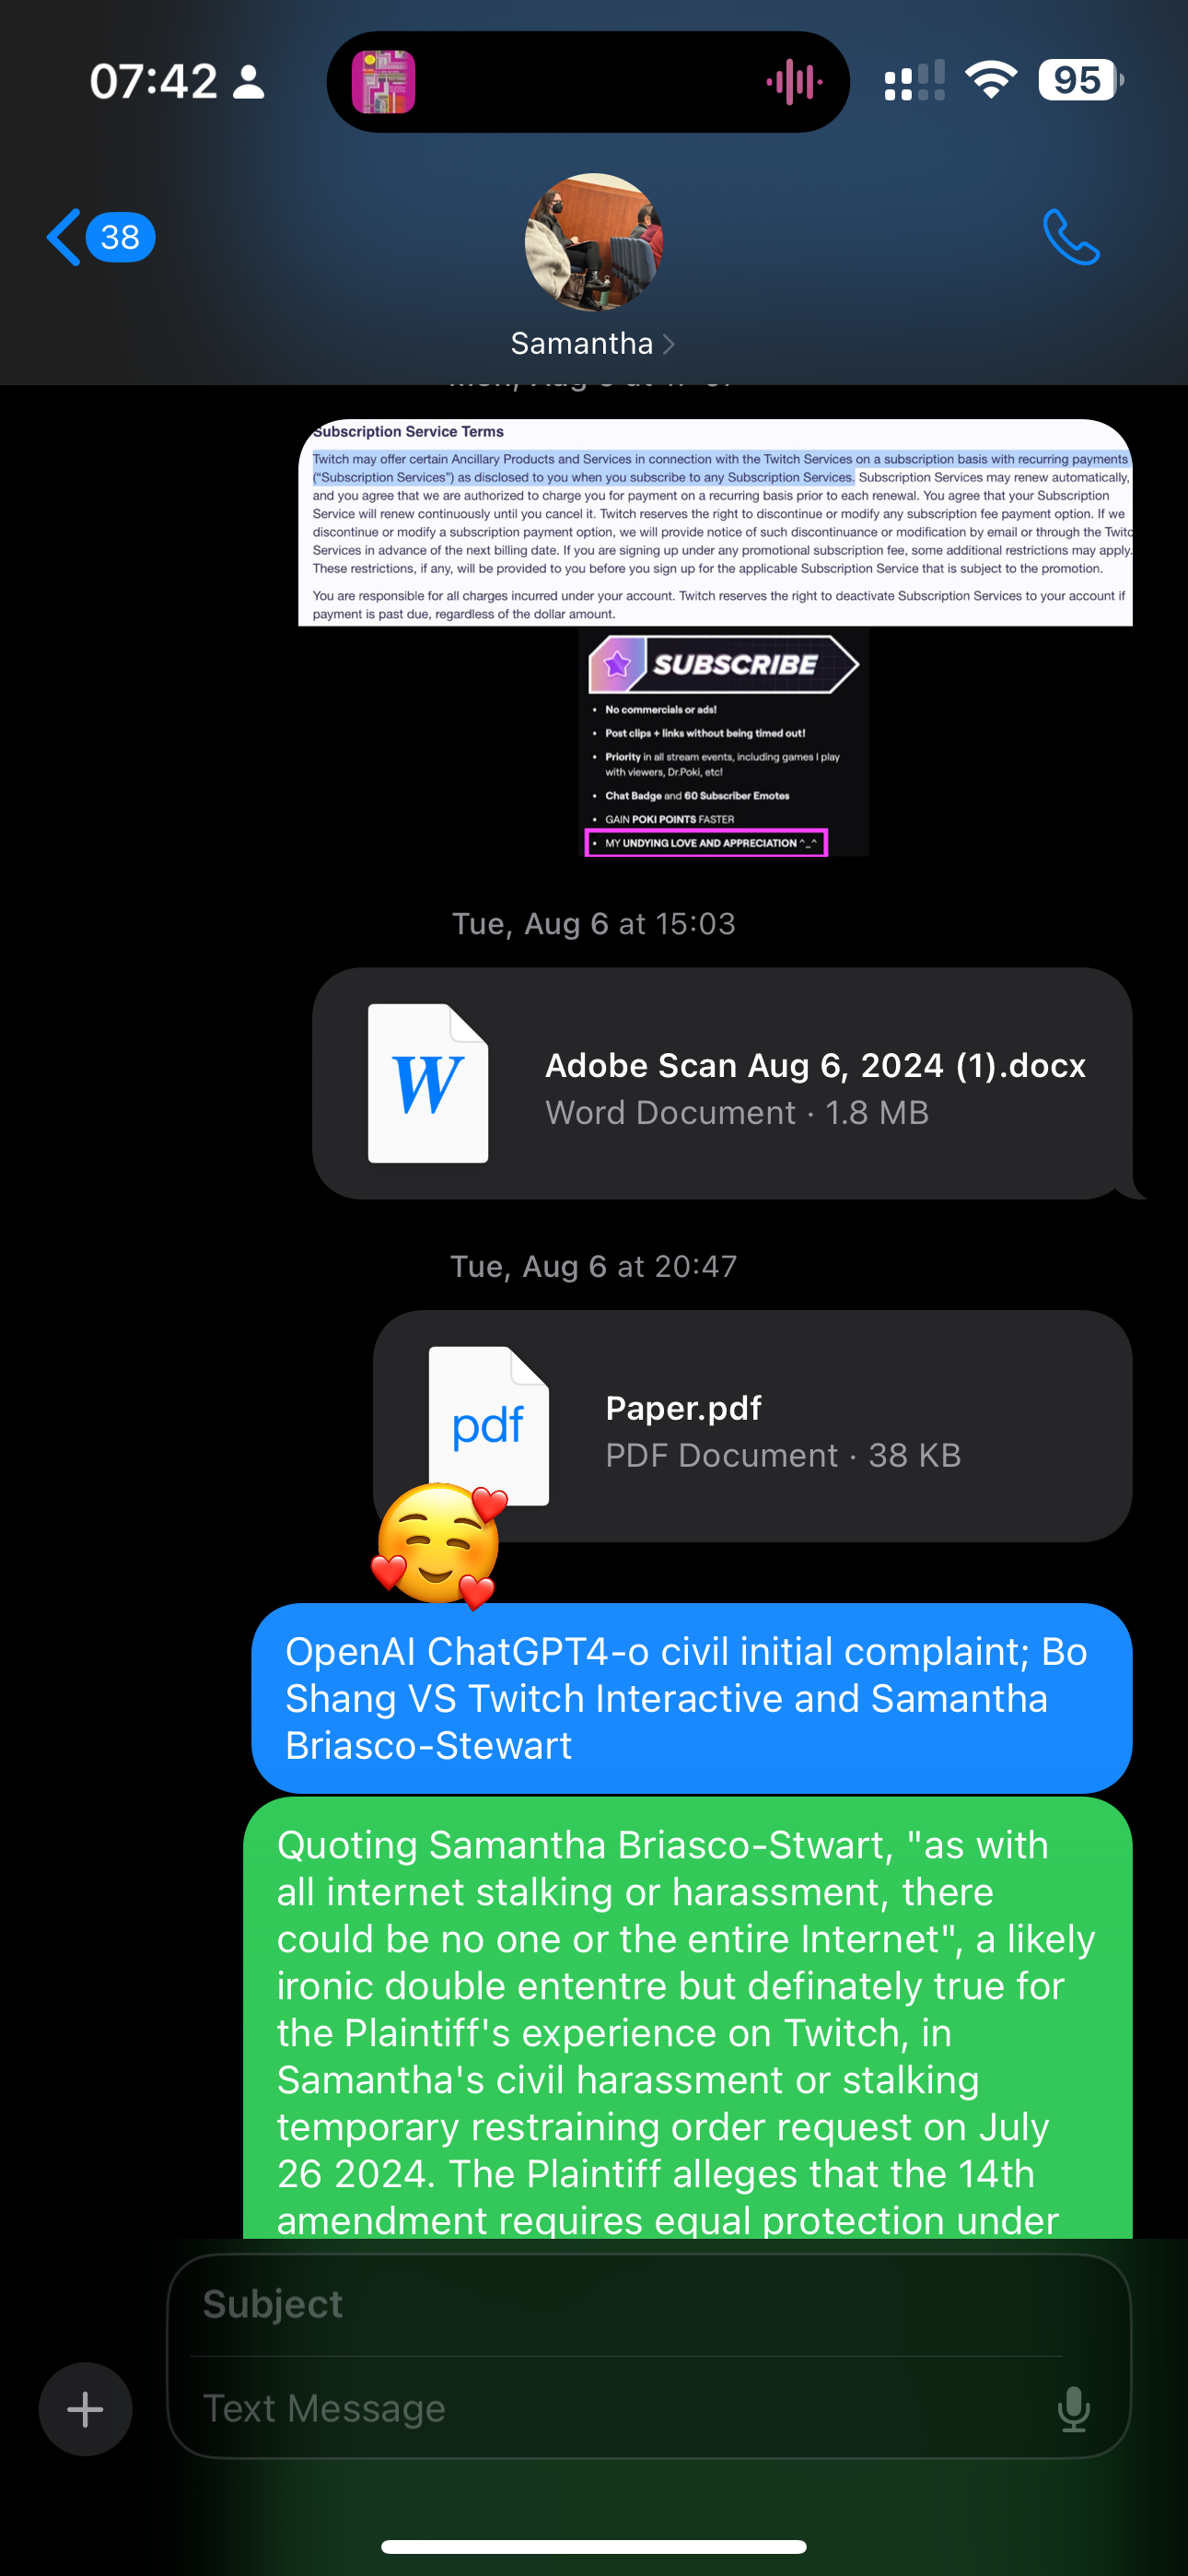 07:42
95
38
Samantha
Subscription Service Terms
Twitch may offer certain Ancillary Products and Services in connection with the Twitch Services on a subscription basis with recurring payments
("Subscription Services") as disclosed to you when you subscribe to any Subscription Services. Subscription Services may renew automatically,
and you agree that we are authorized to charge you for payment on a recurring basis prior to each renewal. You agree that your Subscription
Service will renew continuously until you cancel it. Twitch reserves the right to discontinue or modify any subscription fee payment option. If we
discontinue or modify a subscription payment option, we will provide notice of such discontinuance or modification by email or through the Twitc
Services in advance of the next billing date. If you are signing up under any promotional subscription fee, some additional restrictions may apply.
These restrictions, if any, will be provided to you before you sign up for the applicable Subscription Service that is subject to the promotion.
You are responsible for all charges incurred under your account. Twitch reserves the right to deactivate Subscription Services to your account if
payment is past due, regardless of the dollar amount.
SUBSCRIBE
• No commercials or ads!
• Post clips + links without being timed out!
• Priority in all stream events, including games I play
with viewers, Dr.Poki, etc!
• Chat Badge and 60 Subscriber Emotes
• GAIN POKI POINTS FASTER
• MY UNDYING LOVE AND APPRECIATION ^_^
Tue, Aug 6 at 15:03
W
Adobe Scan Aug 6, 2024 (1).docx
Word Document · 1.8 MB
Tue, Aug 6 at 20:47
pdf
Paper.pdf
PDF Document · 38 KB
OpenAI ChatGPT4-o civil initial complaint; Bo
Shang VS Twitch Interactive and Samantha
Briasco-Stewart
Quoting Samantha Briasco-Stwart, "as with
all internet stalking or harassment, there
could be no one or the entire Internet", a likely
ironic double ententre but definately true for
the Plaintiff's experience on Twitch, in
Samantha's civil harassment or stalking
temporary restraining order request on July
26 2024. The Plaintiff alleges that the 14th
amendment requires equal protection under
Subject
Text Message